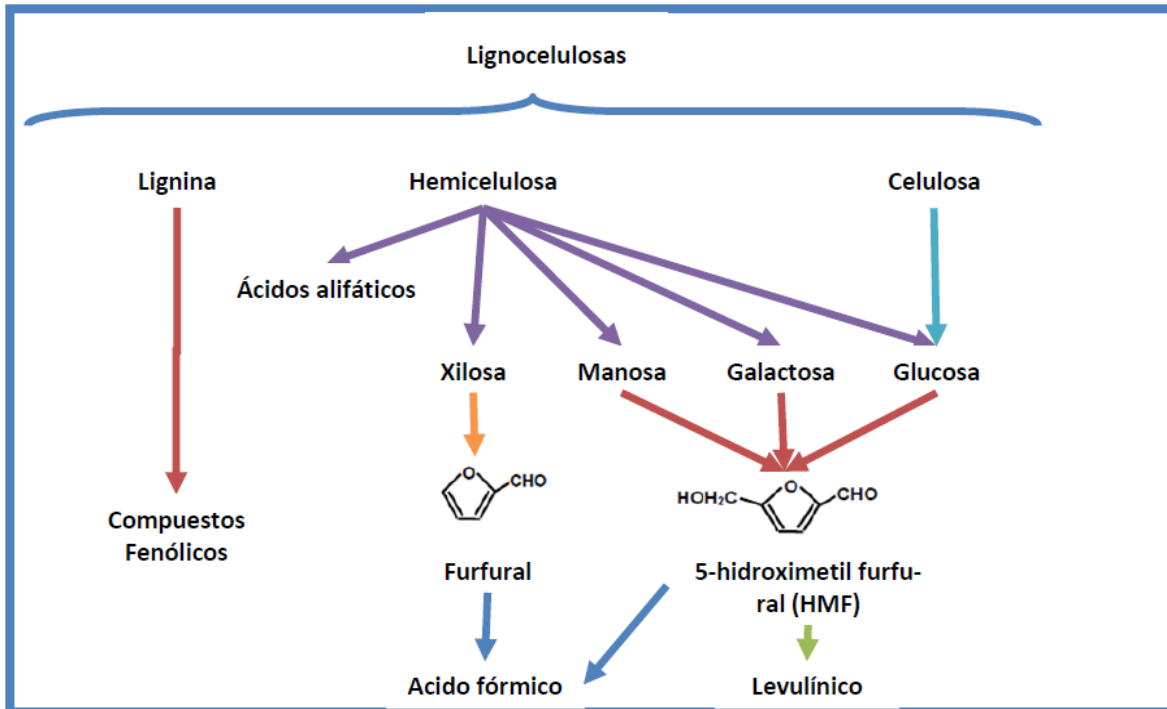 Lignocelulosas
Lignina
Hemicelulosa
Celulosa
Ácidos alifáticos
Xilosa
Manosa
Galactosa
Glucosa
O
CHO
HOH₂C
O
CHO
Compuestos
Fenólicos
Furfural
5-hidroximetil furfu-
ral (HMF)
Acido fórmico
Levulínico